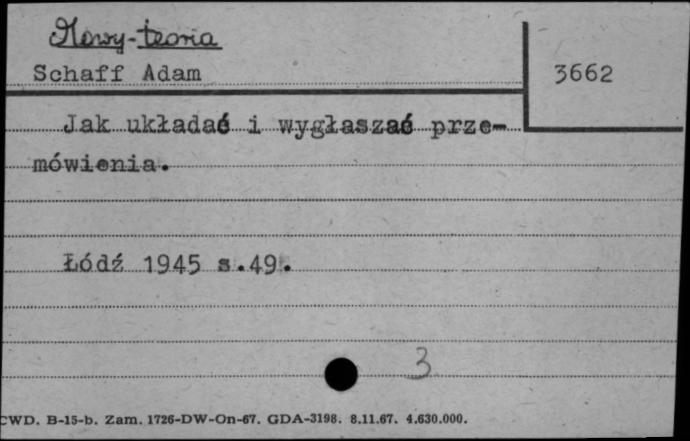 Mowy-teoria
Schaff Adam
3662
Jak układać i wygłaszać prze-
mówienia.
Łódź 1945 s.49.
3
CWD. B-15-b. Zam. 1726-DW-On-67. GDA-3198. 8.11.67. 4.630.000.